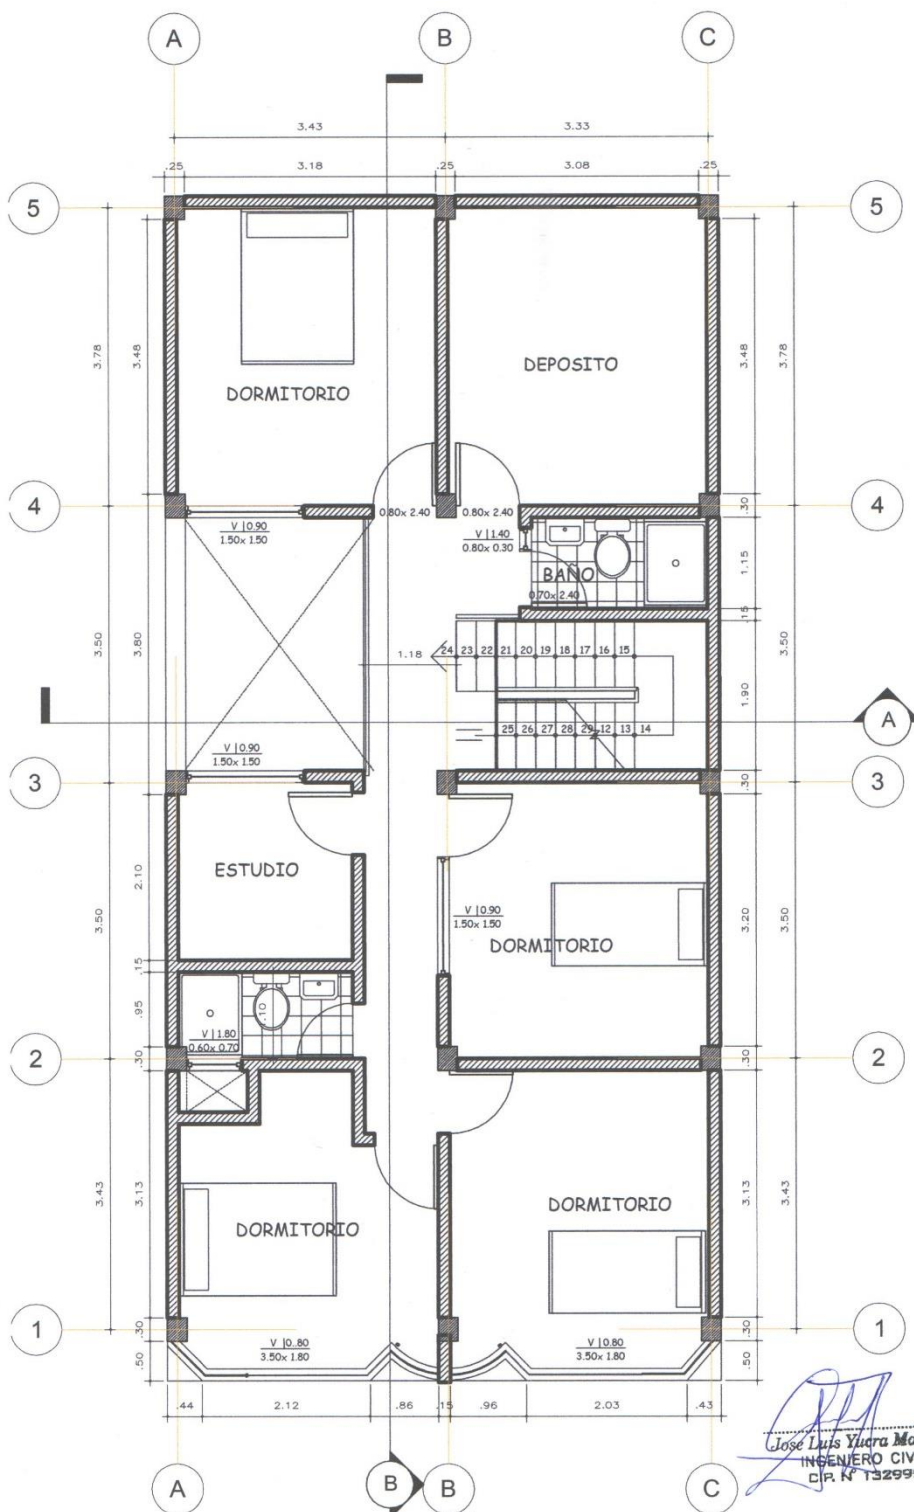 A B C
3.43 3.33
.25 3.18 .25 3.08 .25
5 5
3.78 3.48 3.48 3.78
DORMITORIO
DEPOSITO
4 4
0.80x 2.40 0.80x 2.40
.30
V 0.90
1.50x 1.50
V 1.40
0.80x 0.30
BAÑO
0.70x 2.40
1.15
.15
3.50 3.80 3.50
1.18
24 23 22 21 20 19 18 17 16 15
1.90
25 26 27 28 29 12 13 14
A
V 0.90
1.50x 1.50
3 3
.30
ESTUDIO
2.10
V 0.90
1.50x 1.50
DORMITORIO
3.50 3.20 3.50
.15
.95
1.10
V 1.80
0.60x 0.70
2 2
.30 .30
3.43 3.13 3.13 3.43
DORMITORIO
DORMITORIO
1 1
.30 .30
V 0.80
3.50x 1.80
V 0.80
3.50x 1.80
.50 .50
.44 2.12 .86 .15 .96 2.03 .43
A B B C
Jose Luis Yucra
INGENIERO CIV
CIP. Nº 13299